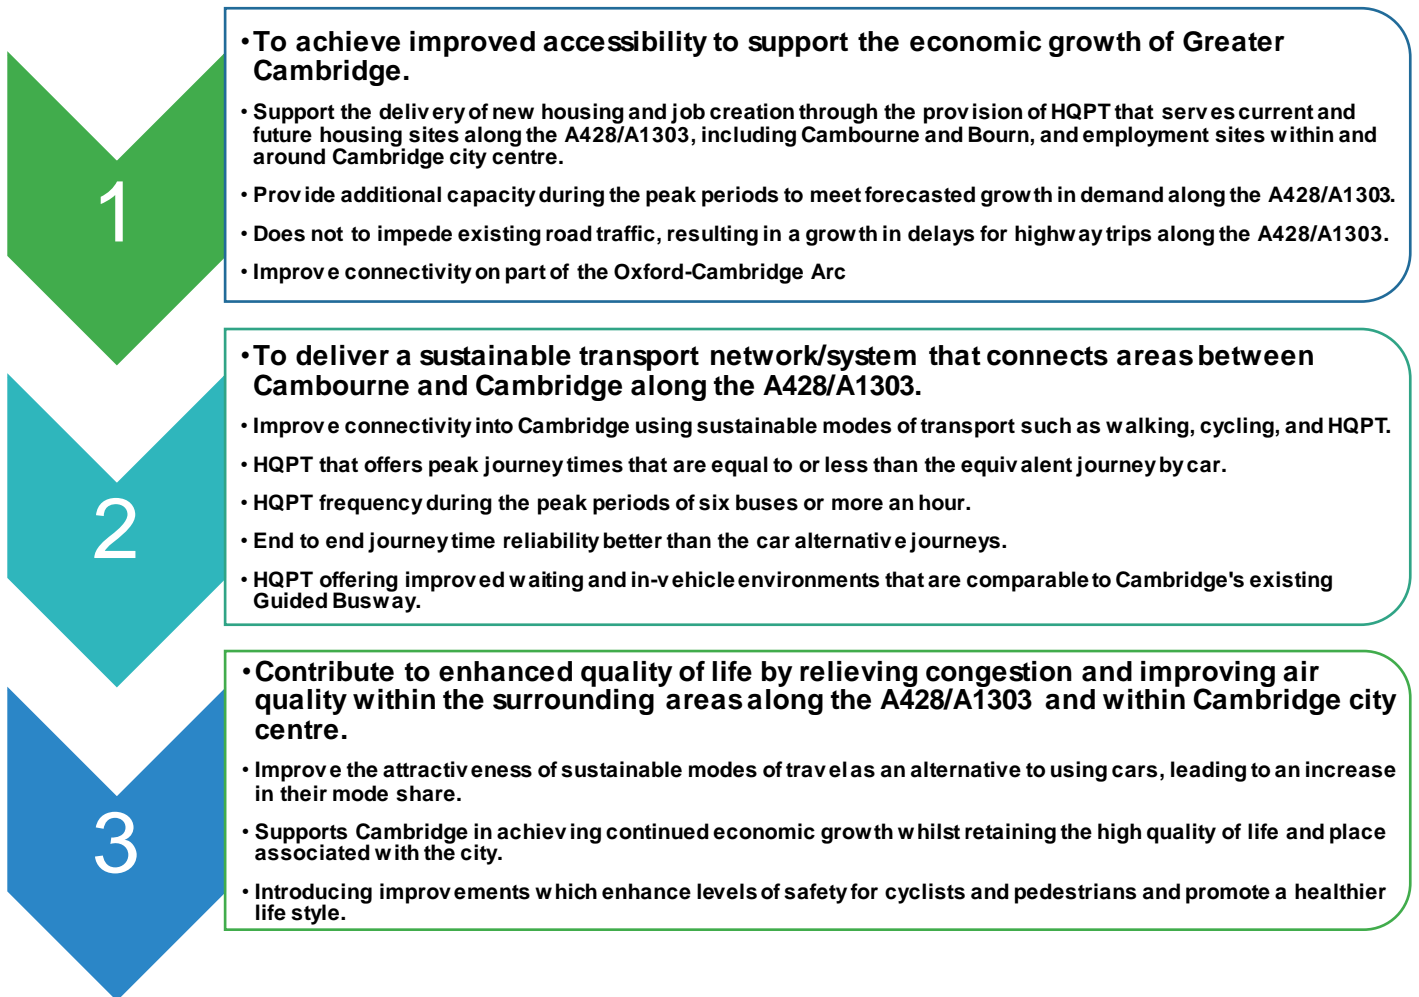 1
•To achieve improved accessibility to support the economic growth of Greater
Cambridge.
• Support the delivery of new housing and job creation through the provision of HQPT that serves current and
future housing sites along the A428/A1303, including Cambourne and Bourn, and employment sites within and
around Cambridge city centre.
• Provide additional capacity during the peak periods to meet forecasted growth in demand along the A428/A1303.
• Does not to impede existing road traffic, resulting in a growth in delays for highway trips along the A428/A1303.
• Improve connectivity on part of the Oxford-Cambridge Arc
2
•To deliver a sustainable transport network/system that connects areas between
Cambourne and Cambridge along the A428/A1303.
• Improve connectivity into Cambridge using sustainable modes of transport such as walking, cycling, and HQPT.
• HQPT that offers peak journey times that are equal to or less than the equivalent journey by car.
• HQPT frequency during the peak periods of six buses or more an hour.
• End to end journey time reliability better than the car alternative journeys.
• HQPT offering improved waiting and in-vehicle environments that are comparable to Cambridge's existing
Guided Busway.
3
•Contribute to enhanced quality of life by relieving congestion and improving air
quality within the surrounding areas along the A428/A1303 and within Cambridge city
centre.
• Improve the attractiveness of sustainable modes of travel as an alternative to using cars, leading to an increase
in their mode share.
• Supports Cambridge in achieving continued economic growth whilst retaining the high quality of life and place
associated with the city.
• Introducing improvements which enhance levels of safety for cyclists and pedestrians and promote a healthier
life style.